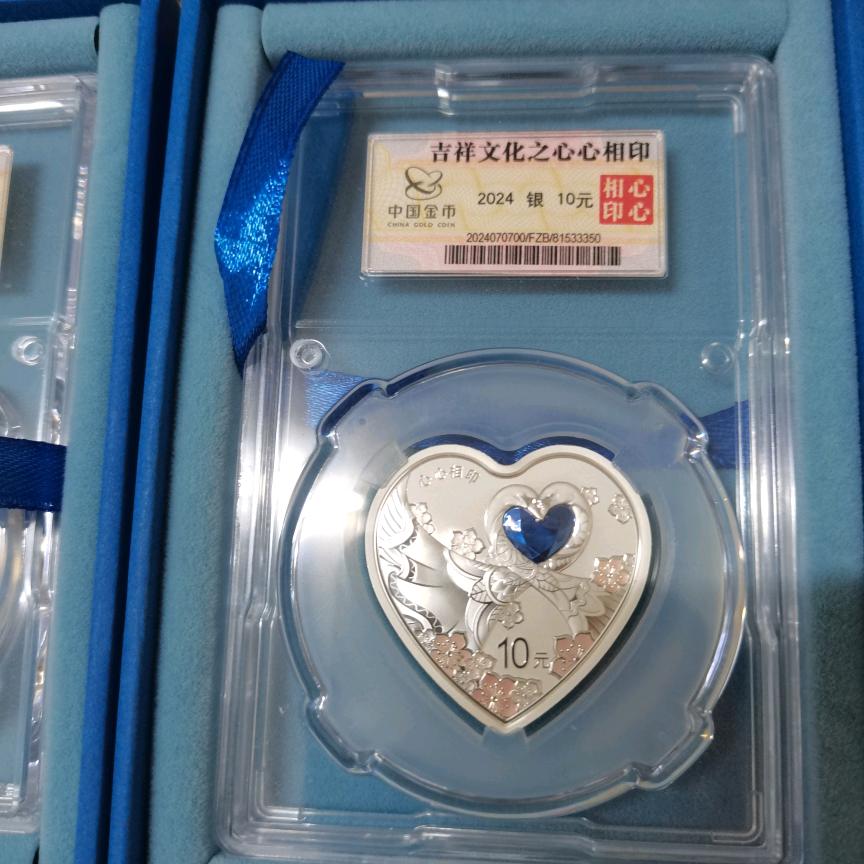 吉祥文化之心心相印
中国金币
CHINA GOLD COIN
2024 银 10元
相心
印心
2024070700/FZB/81533350
心心相印
10元